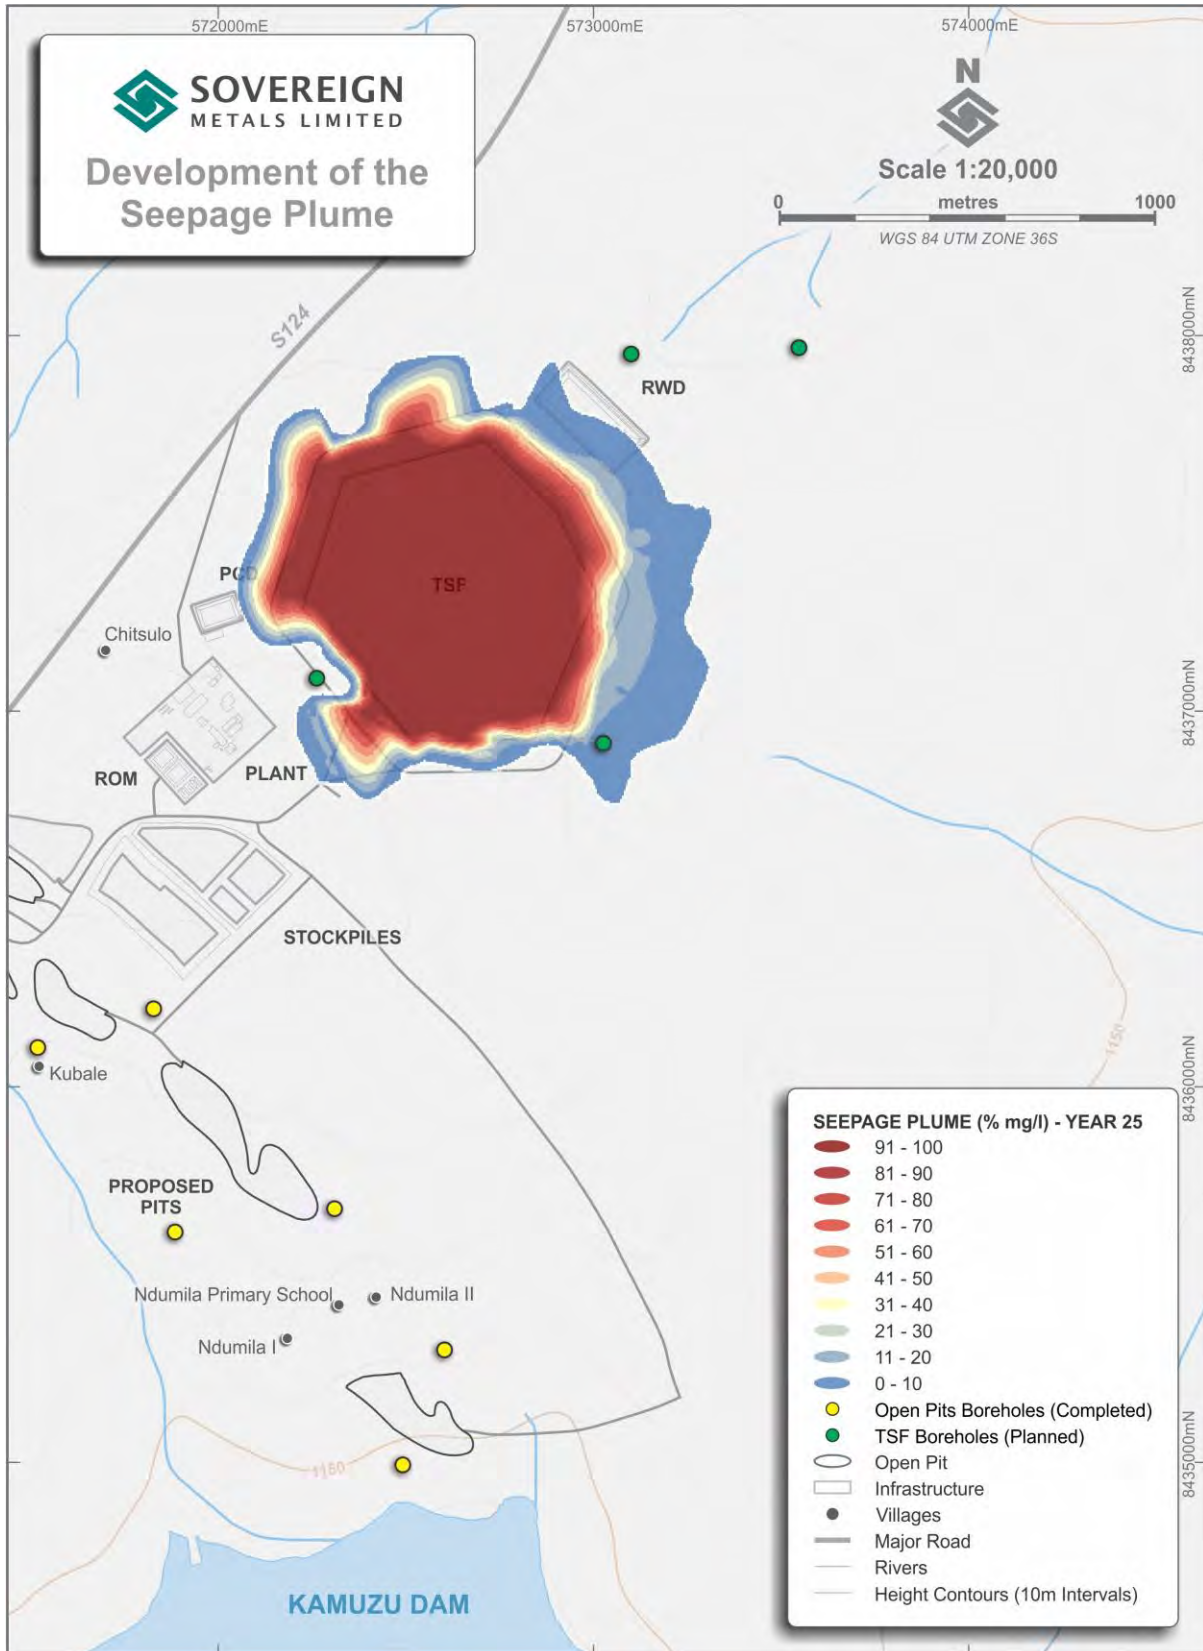 572000mE
573000mE
574000mE
SOVEREIGN
METALS LIMITED
Development of the
Seepage Plume
N
Scale 1:20,000
0 metres 1000
WGS 84 UTM ZONE 36S
S124
8438000mN
RWD
PCD
TSF
Chitsulo
8437000mN
ROM
PLANT
STOCKPILES
Kubale
1150
8436000mN
PROPOSED
PITS
Ndumila Primary School
Ndumila II
Ndumila I
1150
8435000mN
KAMUZU DAM
SEEPAGE PLUME (% mg/l) - YEAR 25
91 - 100
81 - 90
71 - 80
61 - 70
51 - 60
41 - 50
31 - 40
21 - 30
11 - 20
0 - 10
Open Pits Boreholes (Completed)
TSF Boreholes (Planned)
Open Pit
Infrastructure
Villages
Major Road
Rivers
Height Contours (10m Intervals)